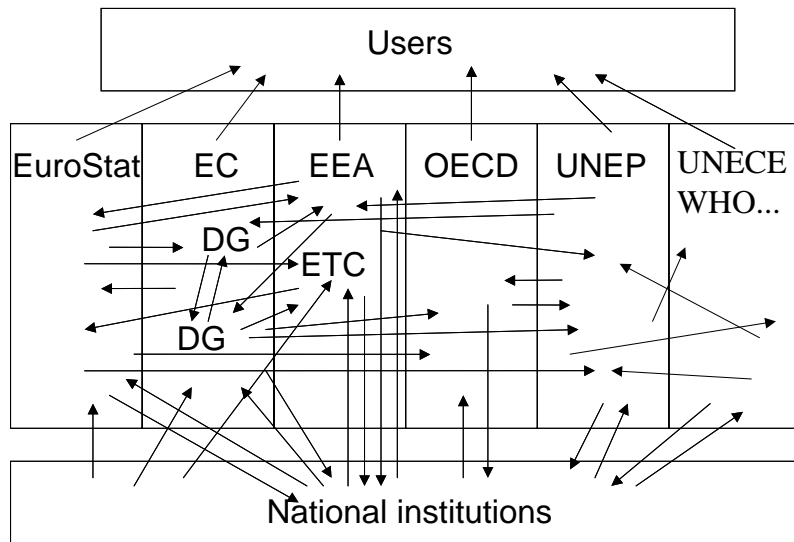 Users
EuroStat EC EEA OECD UNEP UNECE
WHO...
DG
ETC
DG
National institutions